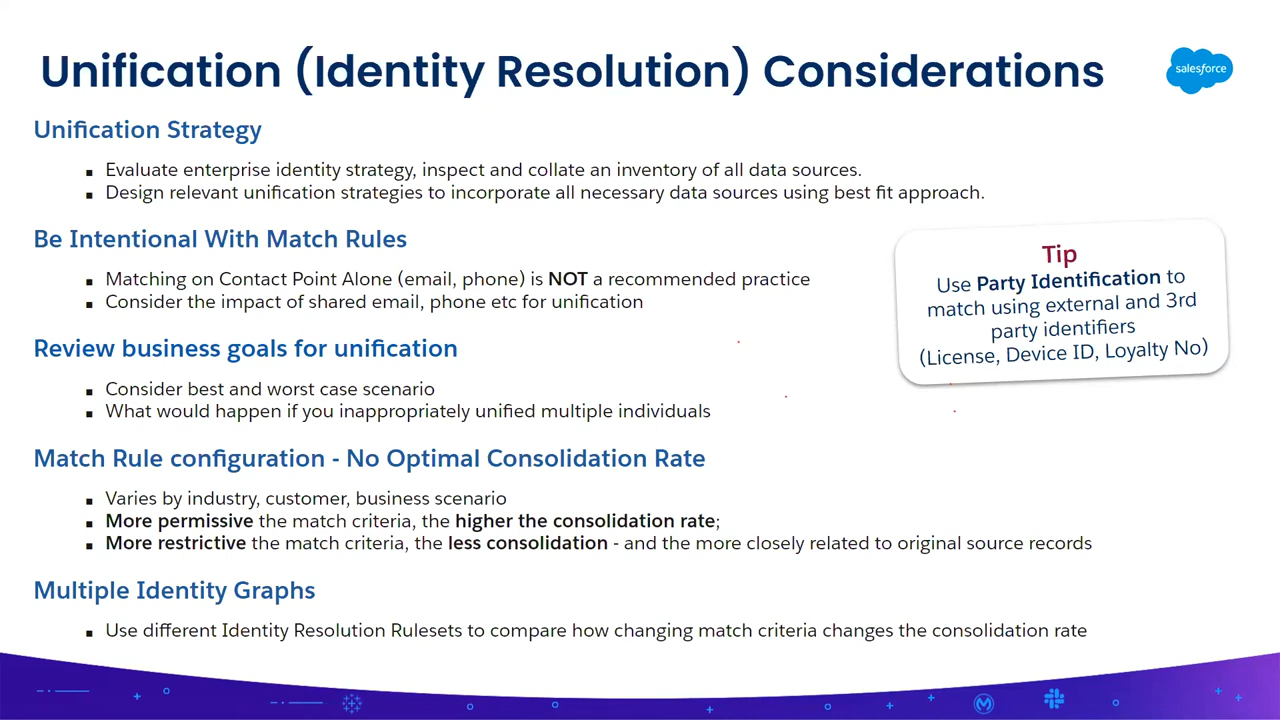 Unification (Identity Resolution) Considerations
salesforce
Unification Strategy
▪ Evaluate enterprise identity strategy, inspect and collate an inventory of all data sources.
▪ Design relevant unification strategies to incorporate all necessary data sources using best fit approach.
Be Intentional With Match Rules
▪ Matching on Contact Point Alone (email, phone) is NOT a recommended practice
▪ Consider the impact of shared email, phone etc for unification
Tip
Use Party Identification to
match using external and 3rd
party identifiers
(License, Device ID, Loyalty No)
Review business goals for unification
▪ Consider best and worst case scenario
▪ What would happen if you inappropriately unified multiple individuals
Match Rule configuration - No Optimal Consolidation Rate
▪ Varies by industry, customer, business scenario
▪ More permissive the match criteria, the higher the consolidation rate;
▪ More restrictive the match criteria, the less consolidation - and the more closely related to original source records
Multiple Identity Graphs
▪ Use different Identity Resolution Rulesets to compare how changing match criteria changes the consolidation rate